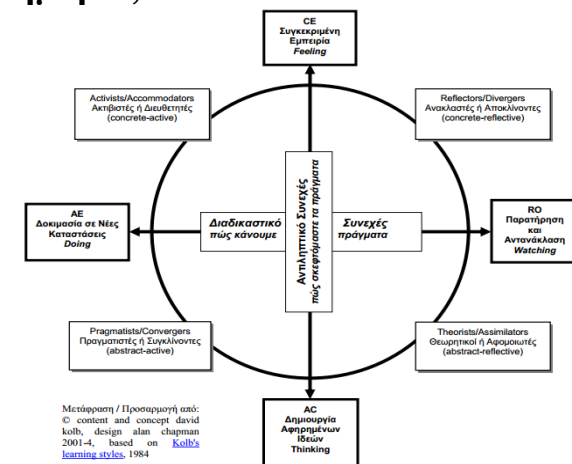 CE
Συγκεκριμένη
Εμπειρία
Feeling
Activists/Accommodators
Ακτιβιστές ή Διευθετητές
(concrete-active)
Reflectors/Divergers
Ανακλαστές ή Αποκλίνοντες
(concrete-reflective)
AE
Δοκιμασία σε Νέες
Καταστάσεις
Doing
Διαδικαστικό
πώς κάνουμε
Αντιληπτικό Συνεχές
πώς σκεφτόμαστε τα πράγματα
Συνεχές
πράγματα
RO
Παρατήρηση
και
Αντανάκλαση
Watching
Pragmatists/Convergers
Πραγματιστές ή Συγκλίνοντες
(abstract-active)
Theorists/Assimilators
Θεωρητικοί ή Αφομοιωτές
(abstract-reflective)
AC
Δημιουργία
Αφηρημένων
Ιδεών
Thinking
Μετάφραση / Προσαρμογή από:
© content and concept david
kolb, design alan chapman
2001-4, based on Kolb's
learning styles, 1984